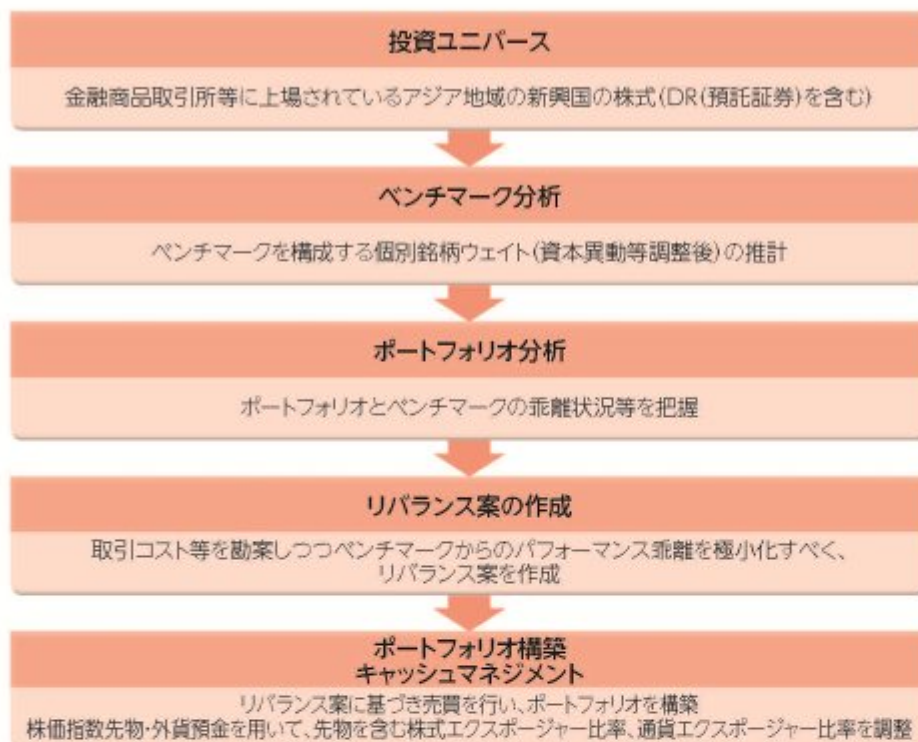 投資ユニバース
金融商品取引所等に上場されているアジア地域の新興国の株式(DR(預託証券)を含む)
ベンチマーク分析
ベンチマークを構成する個別銘柄ウェイト(資本異動等調整後)の推計
ポートフォリオ分析
ポートフォリオとベンチマークの乖離状況等を把握
リバランス案の作成
取引コスト等を勘案しつつベンチマークからのパフォーマンス乖離を極小化すべく、
リバランス案を作成
ポートフォリオ構築
キャッシュマネジメント
リバランス案に基づき売買を行い、ポートフォリオを構築
株価指数先物・外貨預金を用いて、先物を含む株式エクスポージャー比率、通貨エクスポージャー比率を調整